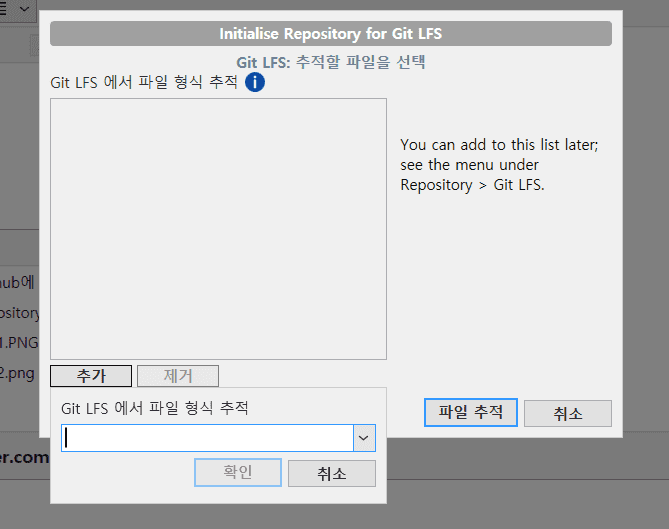 Initialise Repository for Git LFS
Git LFS: 추적할 파일을 선택
Git LFS 에서 파일 형식 추적
You can add to this list later;
see the menu under
Repository > Git LFS.
nub에
ository
1.PNG
2.png
추가 제거
Git LFS 에서 파일 형식 추적
파일 추적 취소
er.com
확인 취소